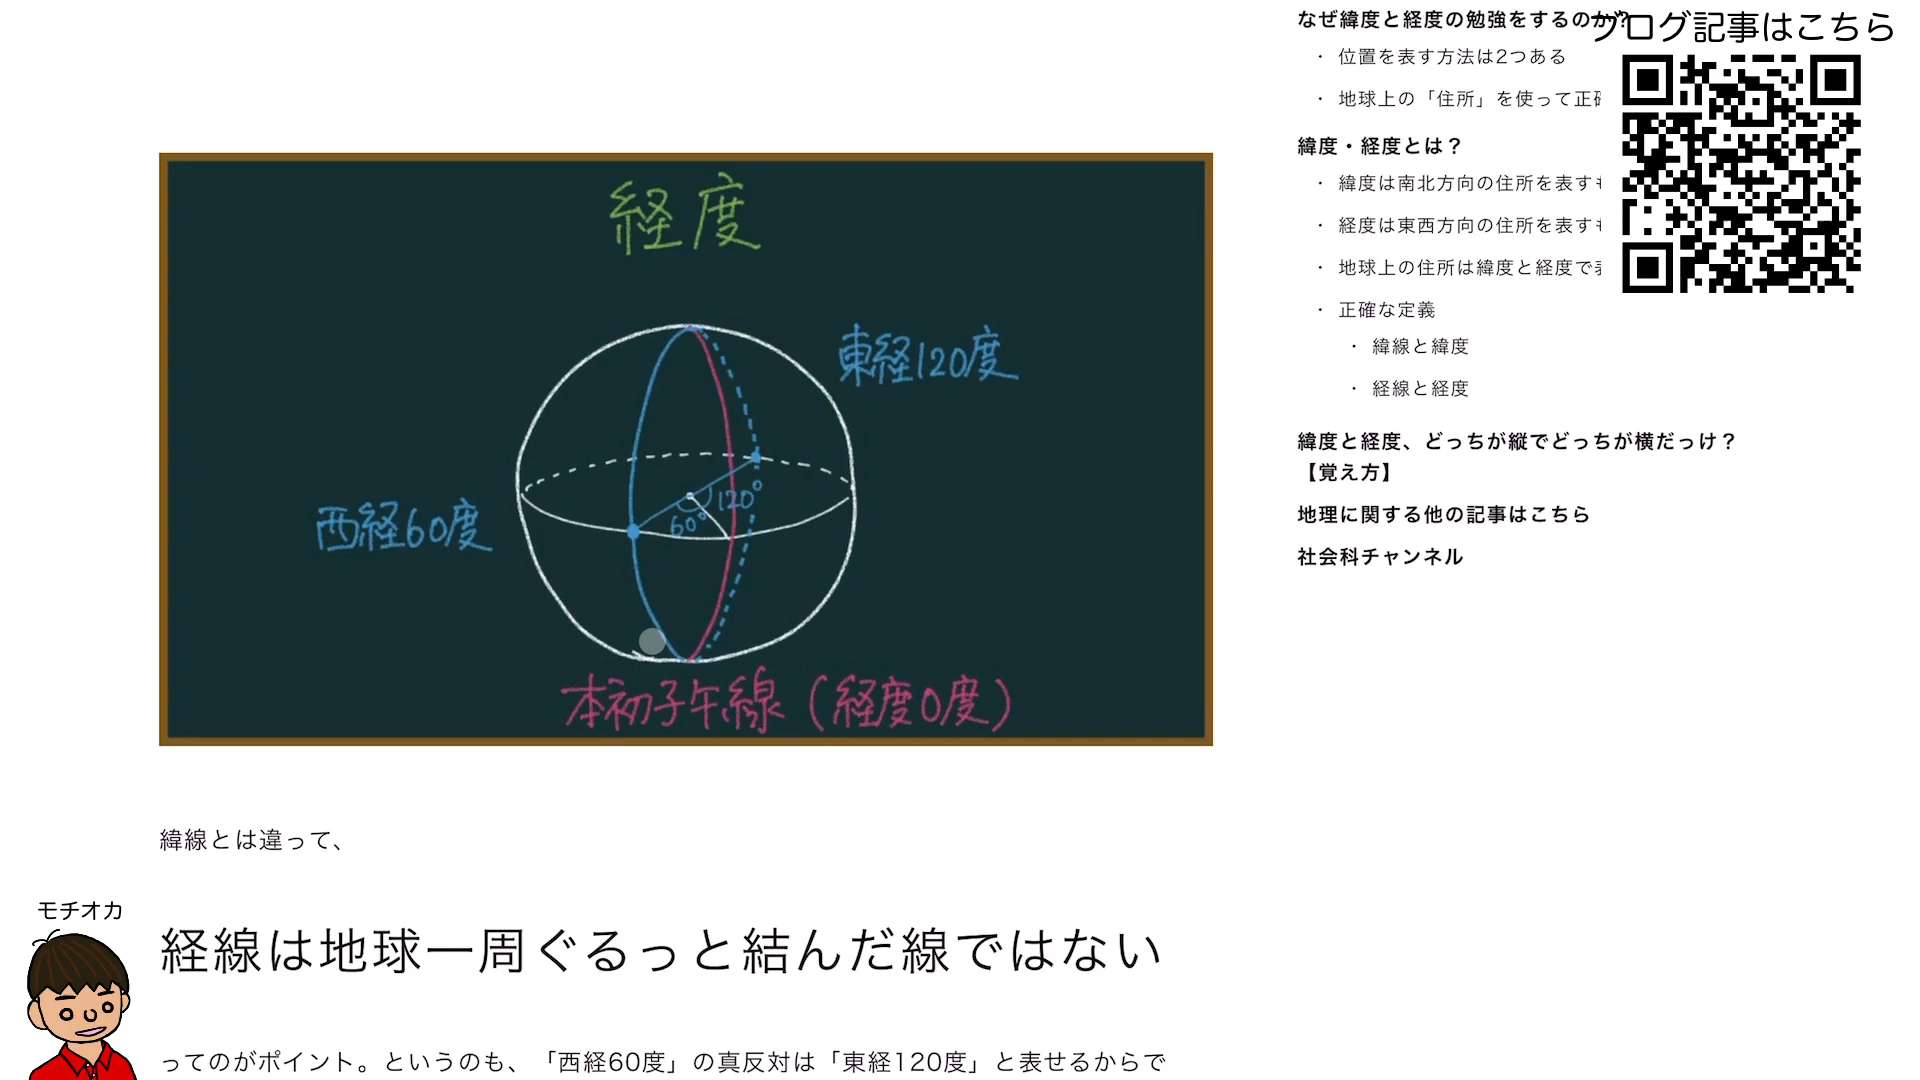 経度
東経120度
120°
60°
西経60度
本初子午線(経度0度)
緯線とは違って、
モチオカ
経線は地球一周ぐるっと結んだ線ではない
ってのがポイント。というのも、「西経60度」の真反対は「東経120度」と表せるからで
なぜ緯度と経度の勉強をするのか?
・ 位置を表す方法は2つある
・ 地球上の「住所」を使って正確
緯度・経度とは?
・ 緯度は南北方向の住所を表すも
・ 経度は東西方向の住所を表すも
・ 地球上の住所は緯度と経度で表
・ 正確な定義
・ 緯線と緯度
・ 経線と経度
緯度と経度、どっちが縦でどっちが横だっけ?
【覚え方】
地理に関する他の記事はこちら
社会科チャンネル
ブログ記事はこちら